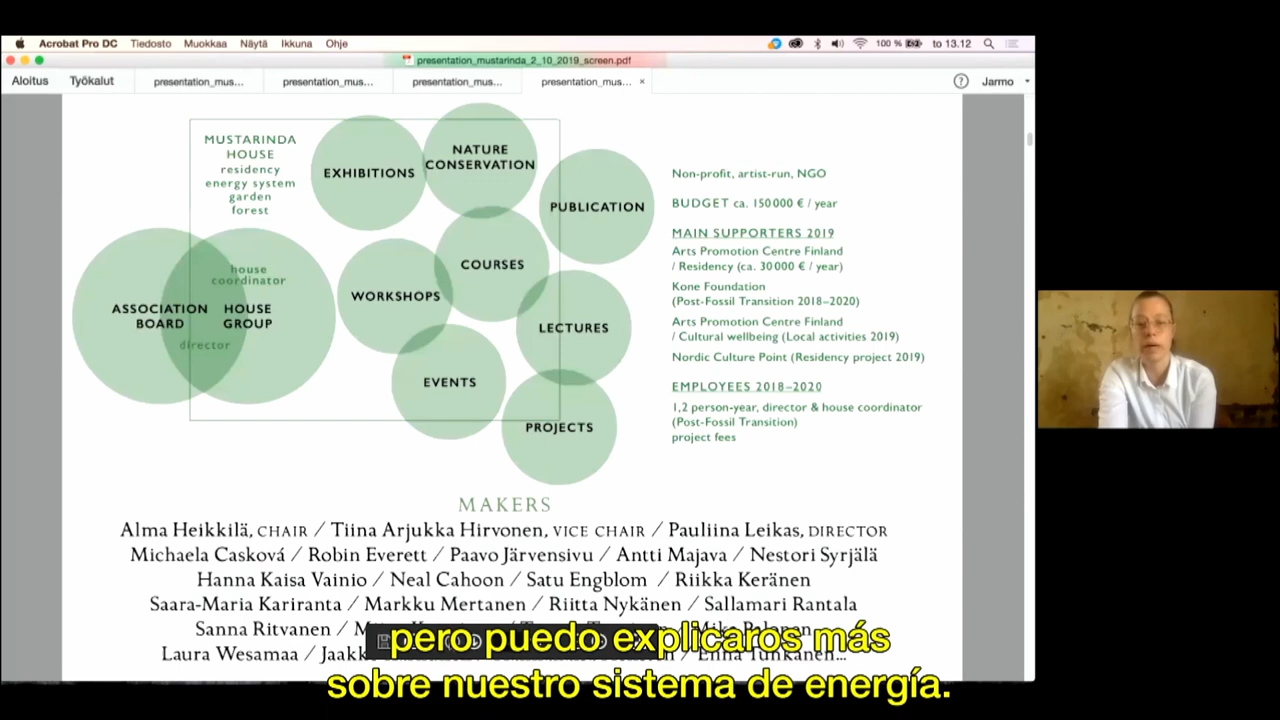 Acrobat Pro DC Tiedosto Muokkaa Näytä Ikkuna Ohje 100 % to 13.12
presentation_mustarinda_2_10_2019_screen.pdf
Aloitus Työkalut presentation_mus... presentation_mus... presentation_mus... presentation_mus... × ? Jarmo
MUSTARINDA
HOUSE
residency
energy system
garden
forest
EXHIBITIONS
NATURE
CONSERVATION
PUBLICATION
COURSES
WORKSHOPS
LECTURES
EVENTS
PROJECTS
house
coordinator
ASSOCIATION
BOARD
HOUSE
GROUP
director
Non-profit, artist-run, NGO
BUDGET ca. 150 000 € / year
MAIN SUPPORTERS 2019
Arts Promotion Centre Finland
/ Residency (ca. 30 000 € / year)
Kone Foundation
(Post-Fossil Transition 2018–2020)
Arts Promotion Centre Finland
/ Cultural wellbeing (Local activities 2019)
Nordic Culture Point (Residency project 2019)
EMPLOYEES 2018–2020
1,2 person-year, director & house coordinator
(Post-Fossil Transition)
project fees
MAKERS
Alma Heikkilä, CHAIR / Tiina Arjukka Hirvonen, VICE CHAIR / Pauliina Leikas, DIRECTOR
Michaela Casková / Robin Everett / Paavo Järvensivu / Antti Majava / Nestori Syrjälä
Hanna Kaisa Vainio / Neal Cahoon / Satu Engblom / Riikka Keränen
Saara-Maria Kariranta / Markku Mertanen / Riitta Nykänen / Sallamari Rantala
Sanna Ritvanen /
Laura Wesamaa / Jaakk
pero puedo explicaros más
sobre nuestro sistema de energía.